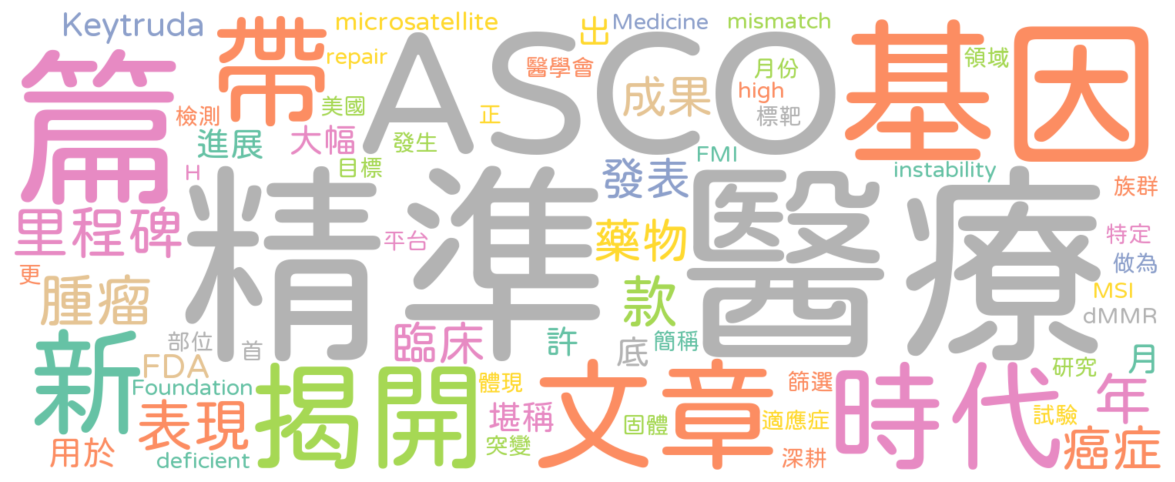 Keytruda
microsatellite
出
Medicine
mismatch
篇
帶
ASCO
基因
repair
醫學會
月份
領域
檢測
美國
成果
high
標靶
進展
大幅
發生
正
H
目標
發表
FMI
instability
族群
里程碑
精準醫療
平台
藥物
特定
更
做為
腫瘤
款
MSI
dMMR
新
部位
首
臨床
許
底
簡稱
FDA
揭開
文章
時代
研究
月
Foundation
體現
篩選
年
表現
堪稱
固體
適應症
試驗
癌症
用於
deficient
突變
深耕